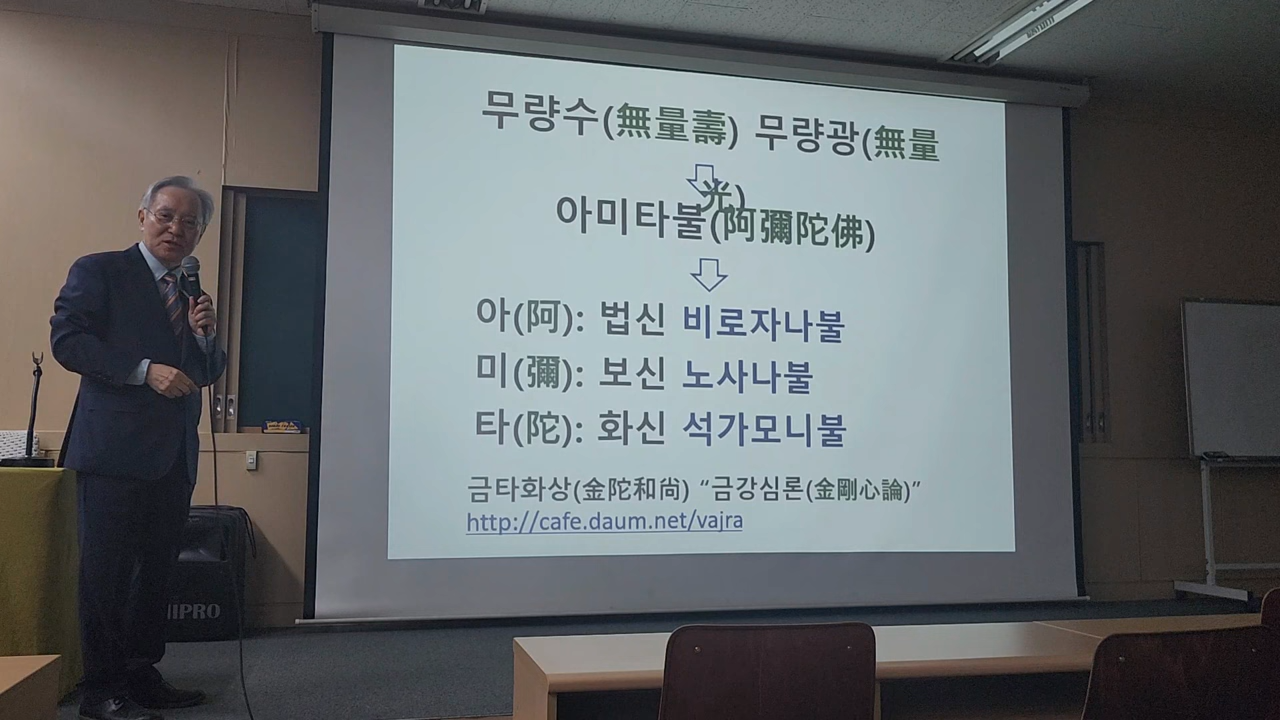 무량수(無量壽) 무량광(無量
光)
아미타불(阿彌陀佛)
아(阿): 법신 비로자나불
미(彌): 보신 노사나불
타(陀): 화신 석가모니불
금타화상(金陀和尙) “금강심론(金剛心論)”
http://cafe.daum.net/vajra